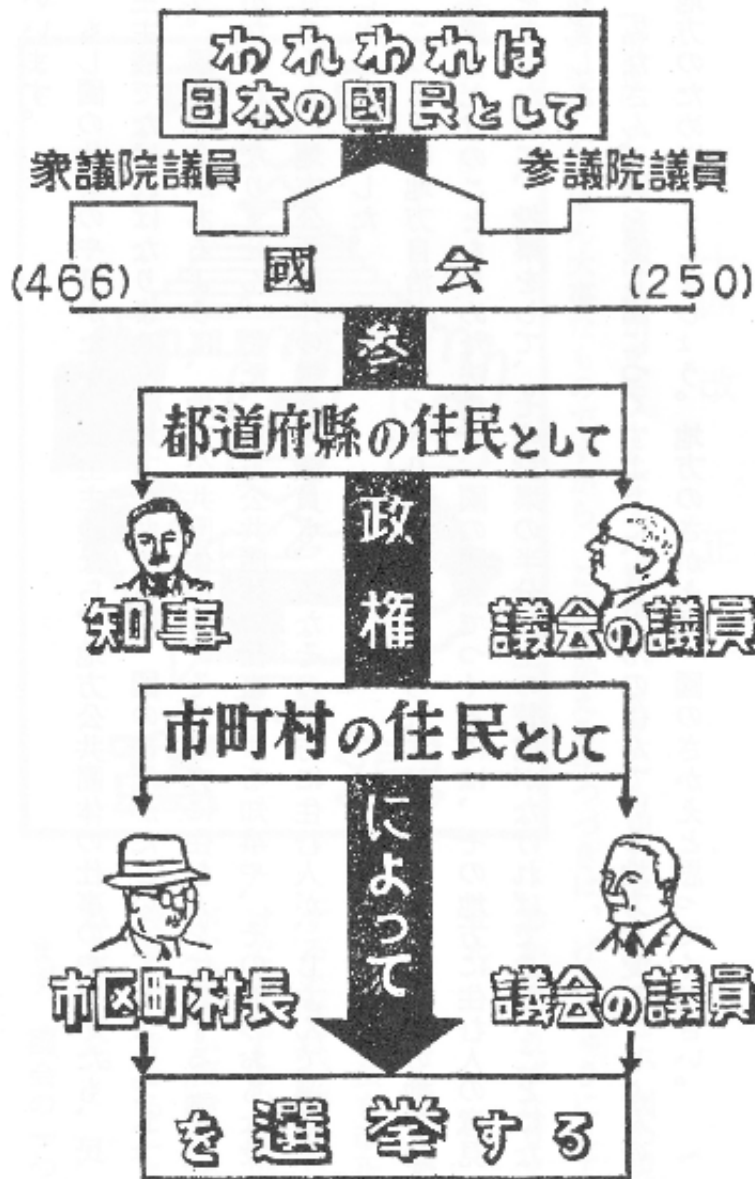 われわれは
日本の國民として
衆議院議員 参議院議員
(466) 國会 (250)
参政権によって
都道府縣の住民として
知事 議会の議員
市町村の住民として
市区町村長 議会の議員
を選挙する